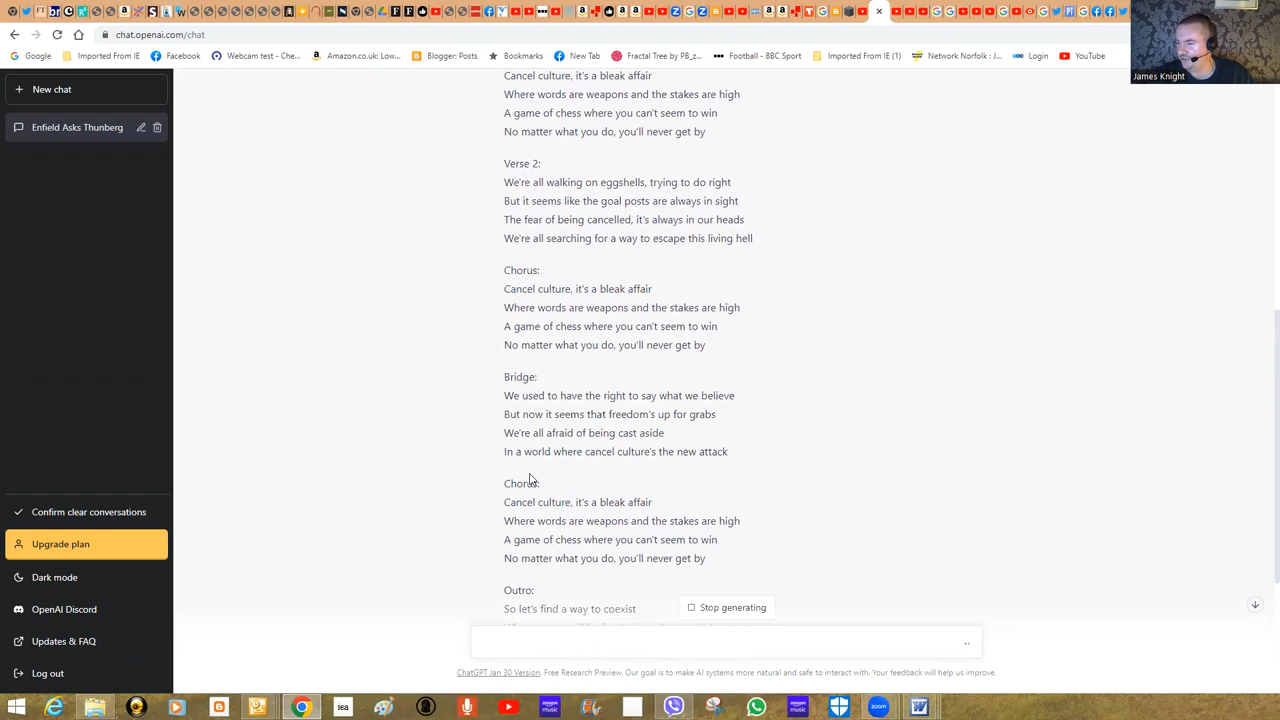 chat.openai.com/chat
Google
Imported From IE
Facebook
Webcam test - Che...
Amazon.co.uk: Low...
Blogger: Posts
Bookmarks
New Tab
Fractal Tree by PB_z...
Football - BBC Sport
Imported From IE (1)
Network Norfolk : J...
Login
YouTube
James Knight
New chat
Enfield Asks Thunberg
Cancel culture, it's a bleak affair
Where words are weapons and the stakes are high
A game of chess where you can't seem to win
No matter what you do, you'll never get by
Verse 2:
We're all walking on eggshells, trying to do right
But it seems like the goal posts are always in sight
The fear of being cancelled, it's always in our heads
We're all searching for a way to escape this living hell
Chorus:
Cancel culture, it's a bleak affair
Where words are weapons and the stakes are high
A game of chess where you can't seem to win
No matter what you do, you'll never get by
Bridge:
We used to have the right to say what we believe
But now it seems that freedom's up for grabs
We're all afraid of being cast aside
In a world where cancel culture's the new attack
Chorus:
Cancel culture, it's a bleak affair
Where words are weapons and the stakes are high
A game of chess where you can't seem to win
No matter what you do, you'll never get by
Outro:
So let's find a way to coexist
Stop generating
Confirm clear conversations
Upgrade plan
Dark mode
OpenAI Discord
Updates & FAQ
Log out
ChatGPT Jan 30 Version. Free Research Preview. Our goal is to make AI systems more natural and safe to interact with. Your feedback will help us improve.
iea
amazon music
amazon music
zoom